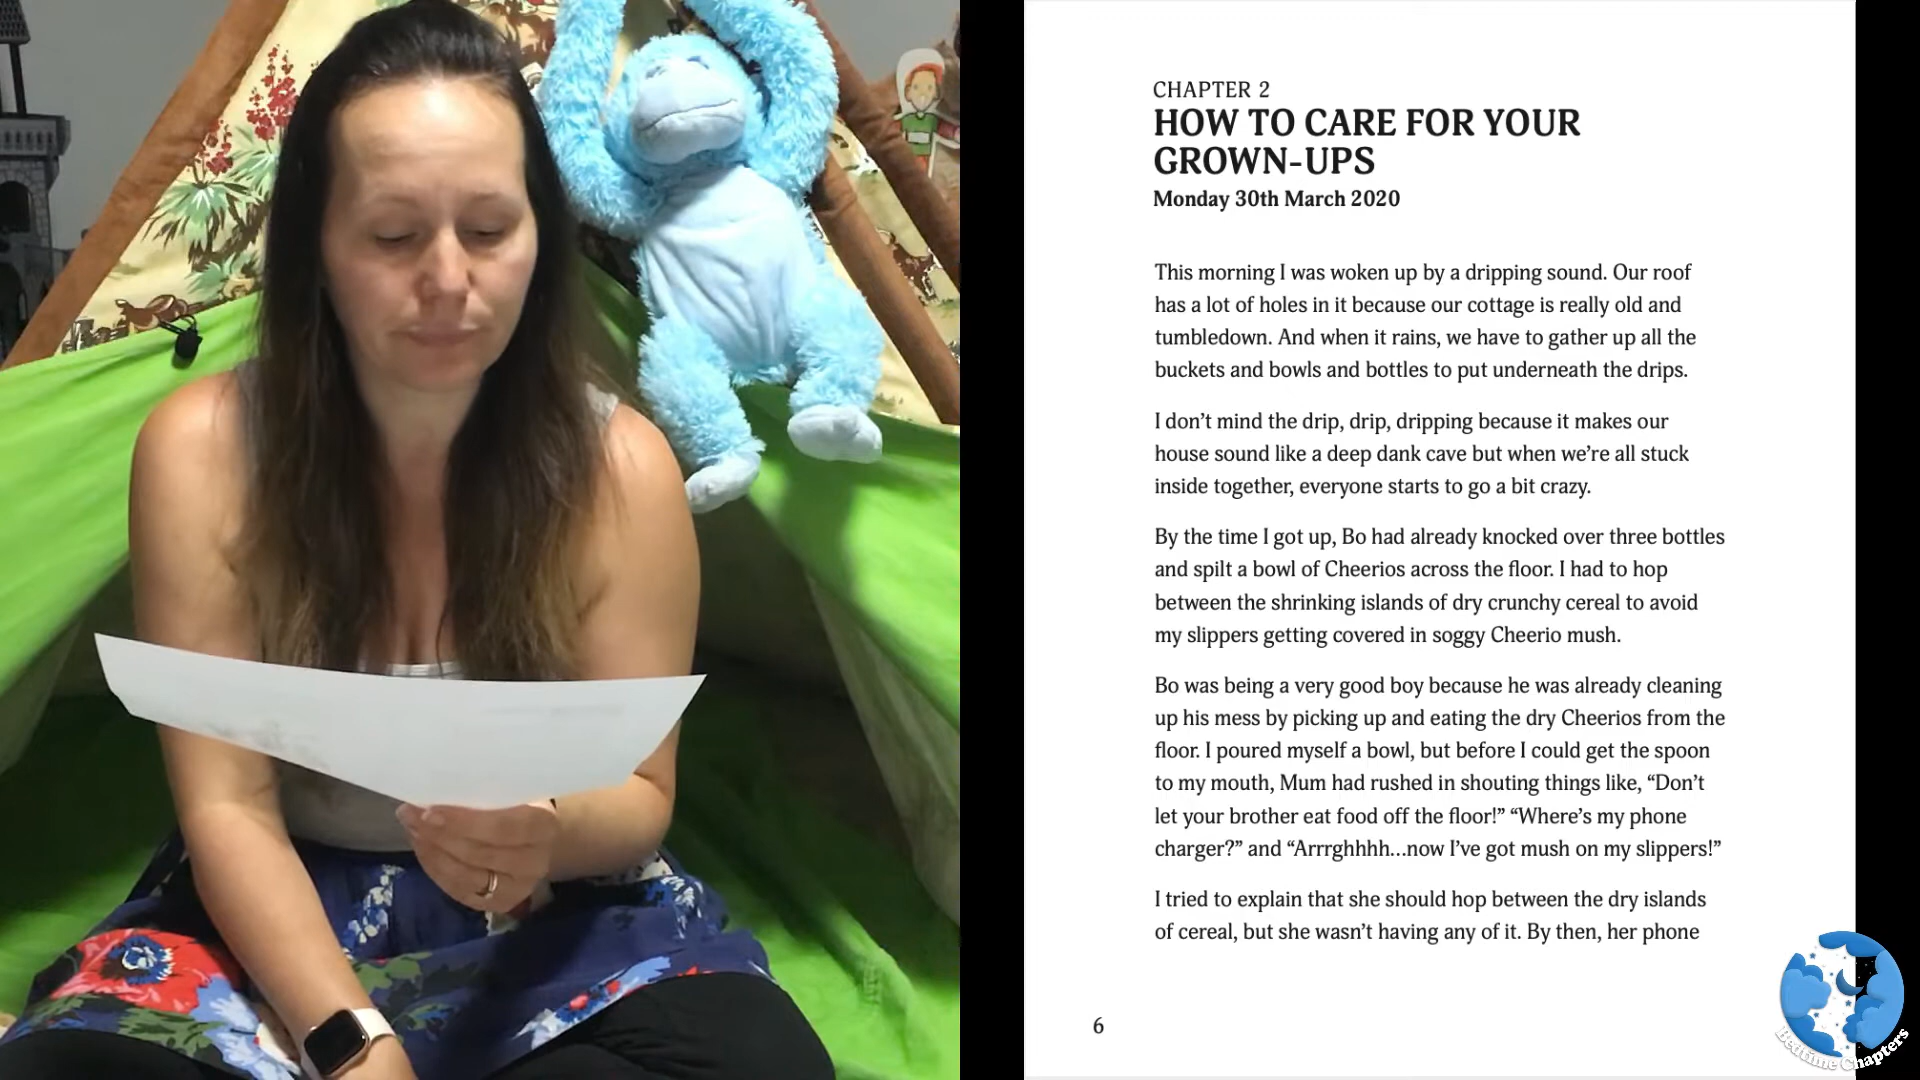 CHAPTER 2
HOW TO CARE FOR YOUR
GROWN-UPS
Monday 30th March 2020
This morning I was woken up by a dripping sound. Our roof
has a lot of holes in it because our cottage is really old and
tumbledown. And when it rains, we have to gather up all the
buckets and bowls and bottles to put underneath the drips.
I don’t mind the drip, drip, dripping because it makes our
house sound like a deep dank cave but when we’re all stuck
inside together, everyone starts to go a bit crazy.
By the time I got up, Bo had already knocked over three bottles
and spilt a bowl of Cheerios across the floor. I had to hop
between the shrinking islands of dry crunchy cereal to avoid
my slippers getting covered in soggy Cheerio mush.
Bo was being a very good boy because he was already cleaning
up his mess by picking up and eating the dry Cheerios from the
floor. I poured myself a bowl, but before I could get the spoon
to my mouth, Mum had rushed in shouting things like, “Don’t
let your brother eat food off the floor!” “Where’s my phone
charger?” and “Arrrghhhh...now I’ve got mush on my slippers!”
I tried to explain that she should hop between the dry islands
of cereal, but she wasn’t having any of it. By then, her phone
6
Bedtime Chapters